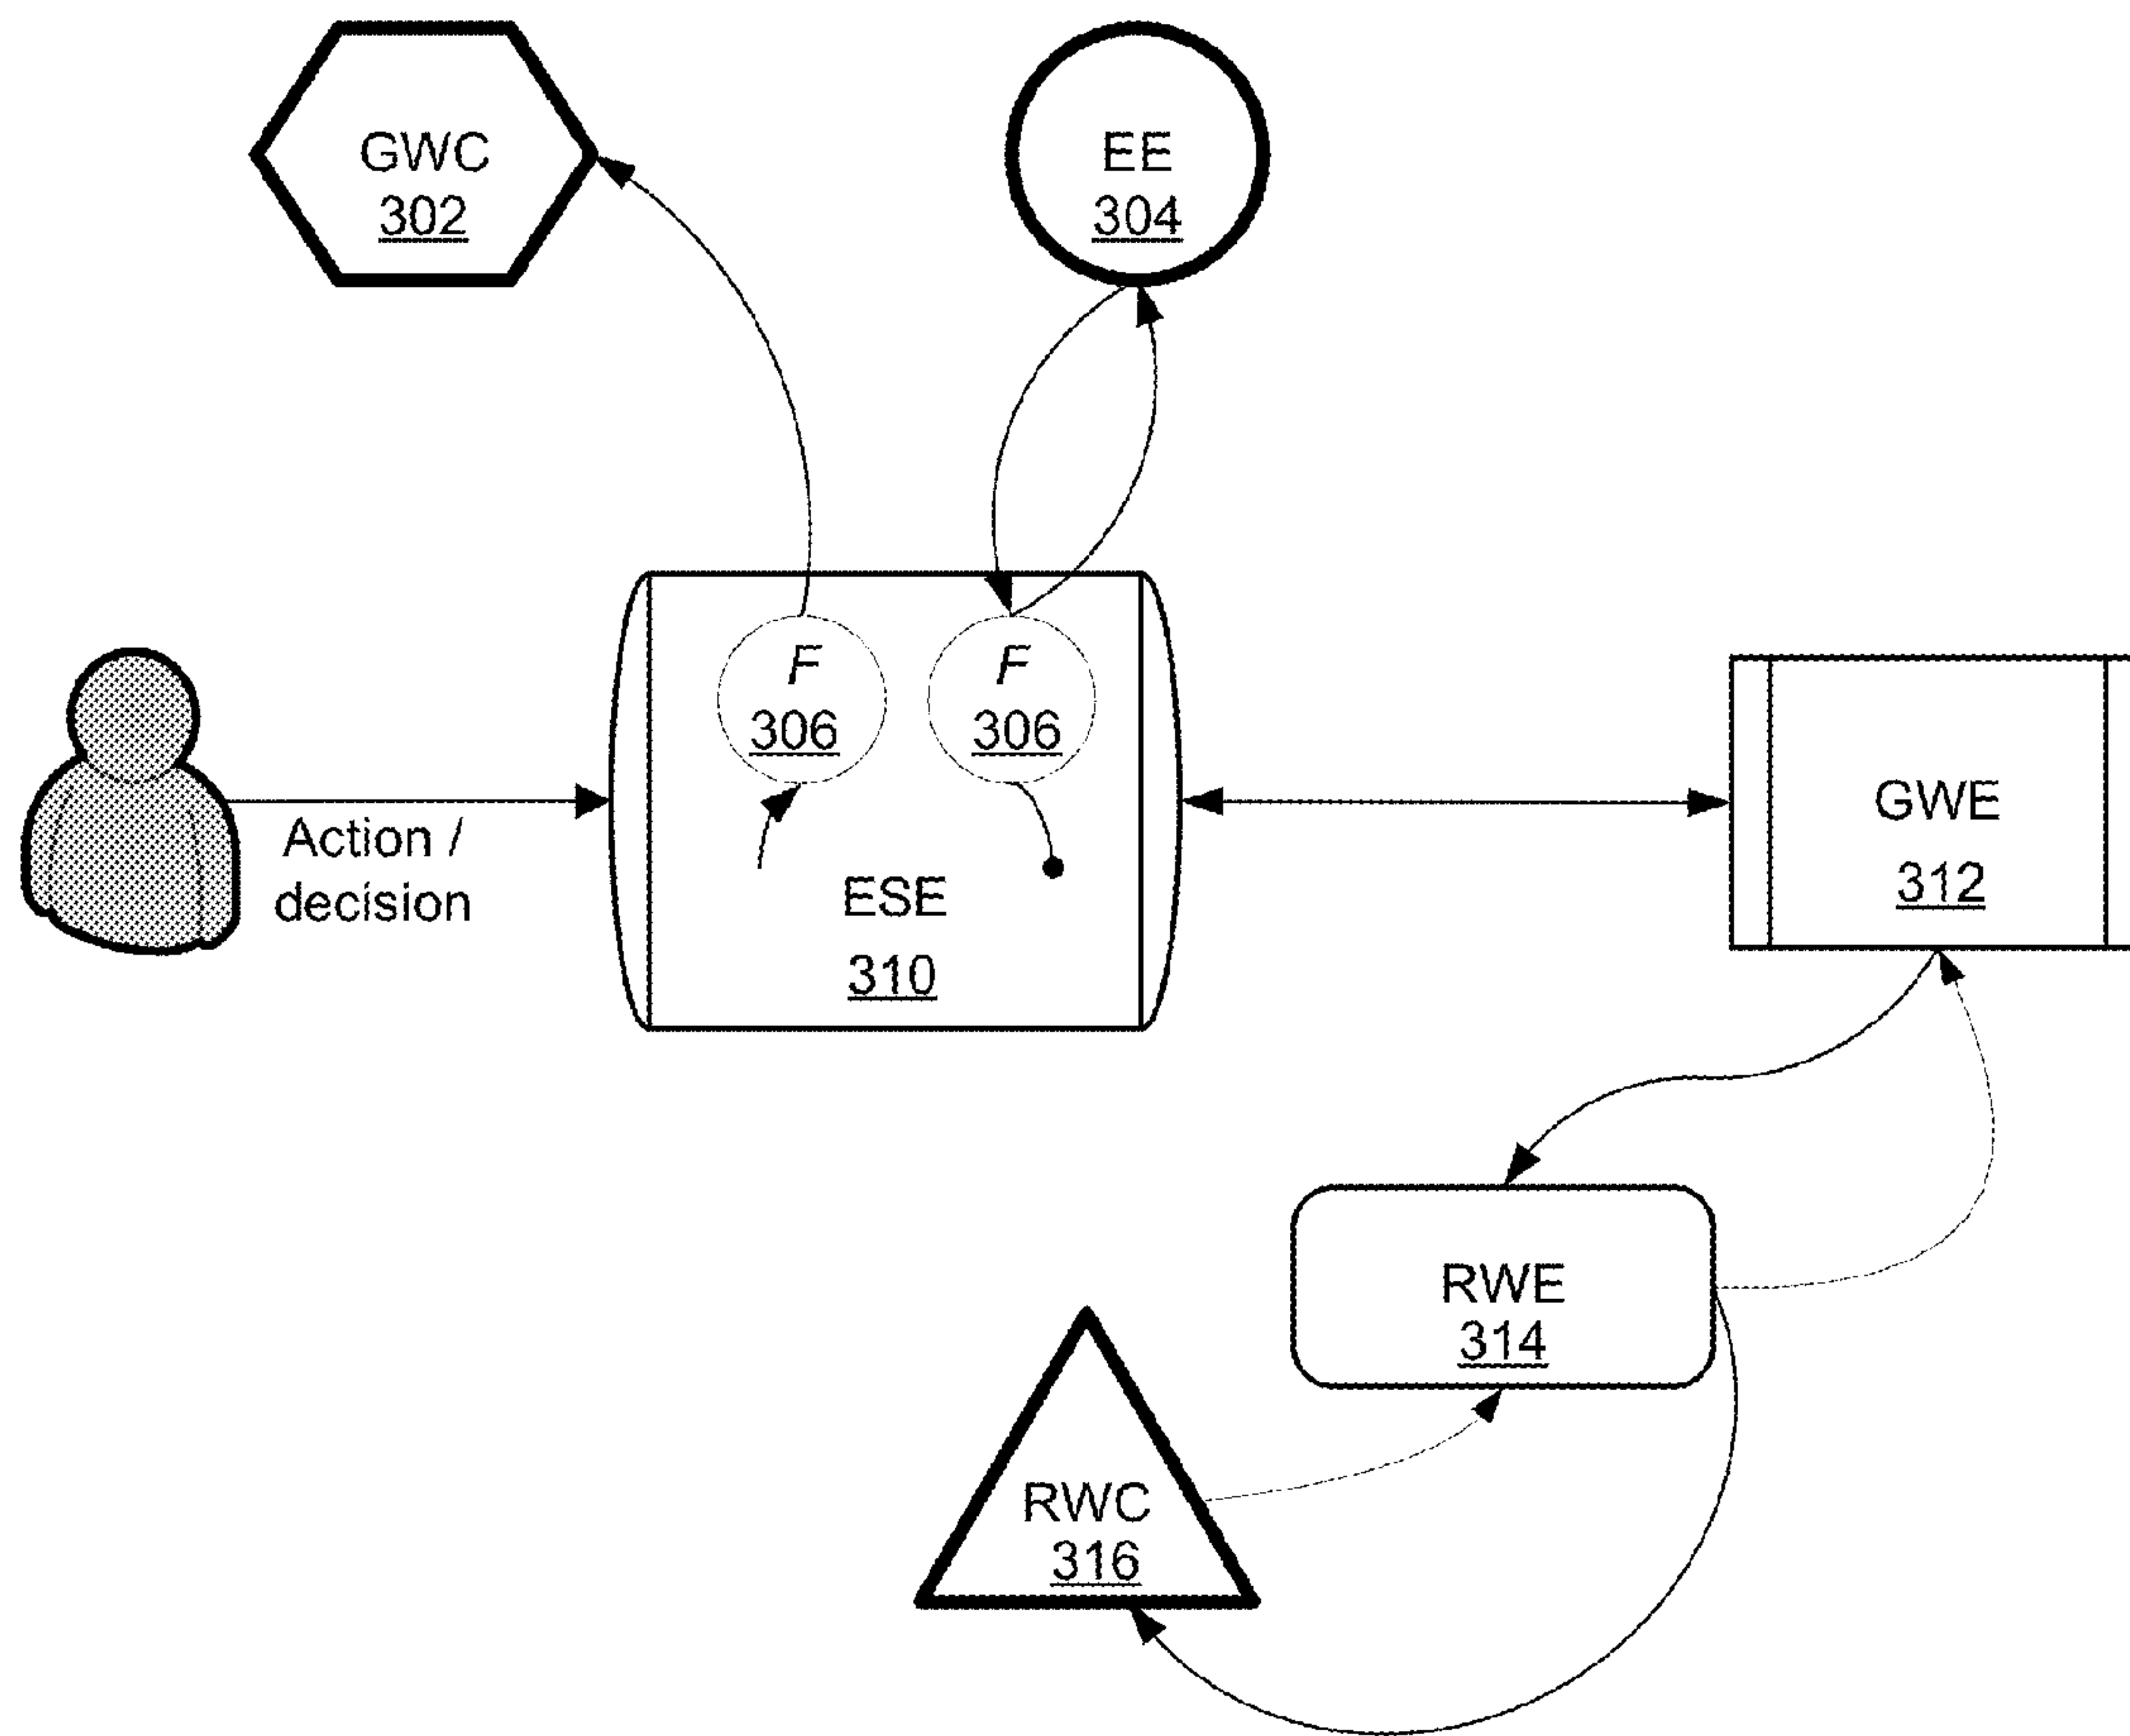 GWC
302
EE
304
F
306
F
306
Action /
decision
ESE
310
GWE
312
RWE
314
RWC
316